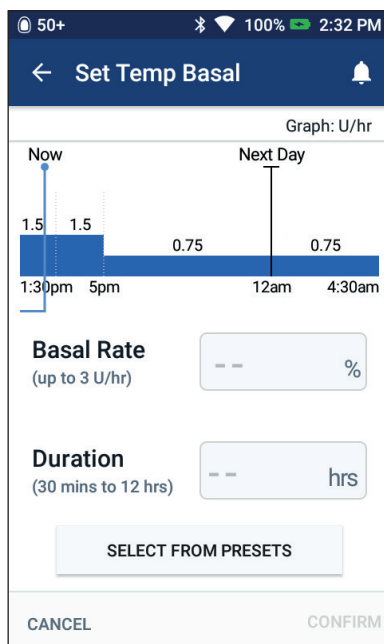 50+ 100% 2:32 PM
Set Temp Basal
Graph: U/hr
Now Next Day
1.5 1.5 0.75 0.75
1:30pm 5pm 12am 4:30am
Basal Rate
(up to 3 U/hr)
-- %
Duration
(30 mins to 12 hrs)
-- hrs
SELECT FROM PRESETS
CANCEL CONFIRM